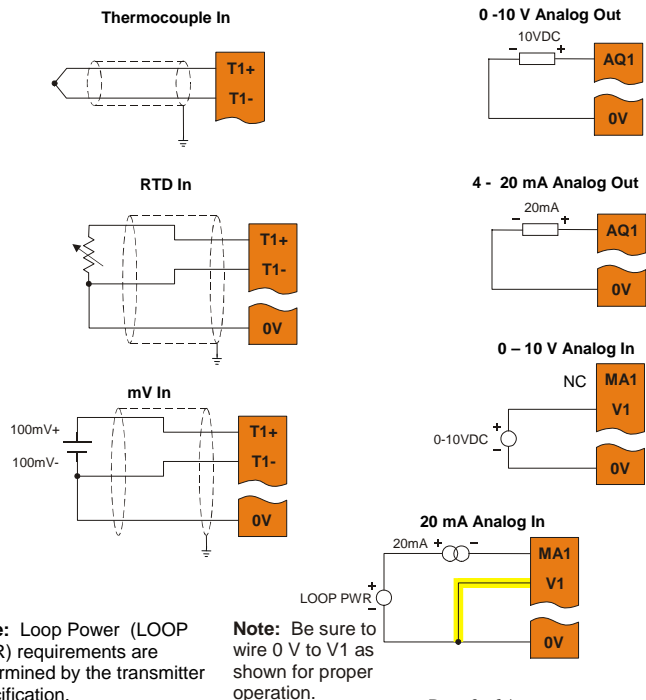 Thermocouple In
T1+
T1-
RTD In
T1+
T1-
0V
mV In
100mV+
100mV-
T1+
T1-
0V
0 -10 V Analog Out
10VDC
- +
AQ1
0V
4 - 20 mA Analog Out
20mA
- +
AQ1
0V
0 – 10 V Analog In
NC
MA1
V1
+
0-10VDC
-
0V
20 mA Analog In
20mA + -
MA1
V1
+
LOOP PWR
-
0V
Loop Power (LOOP
requirements are
by the transmitter
Note: Be sure to
wire 0 V to V1 as
shown for proper
operation.